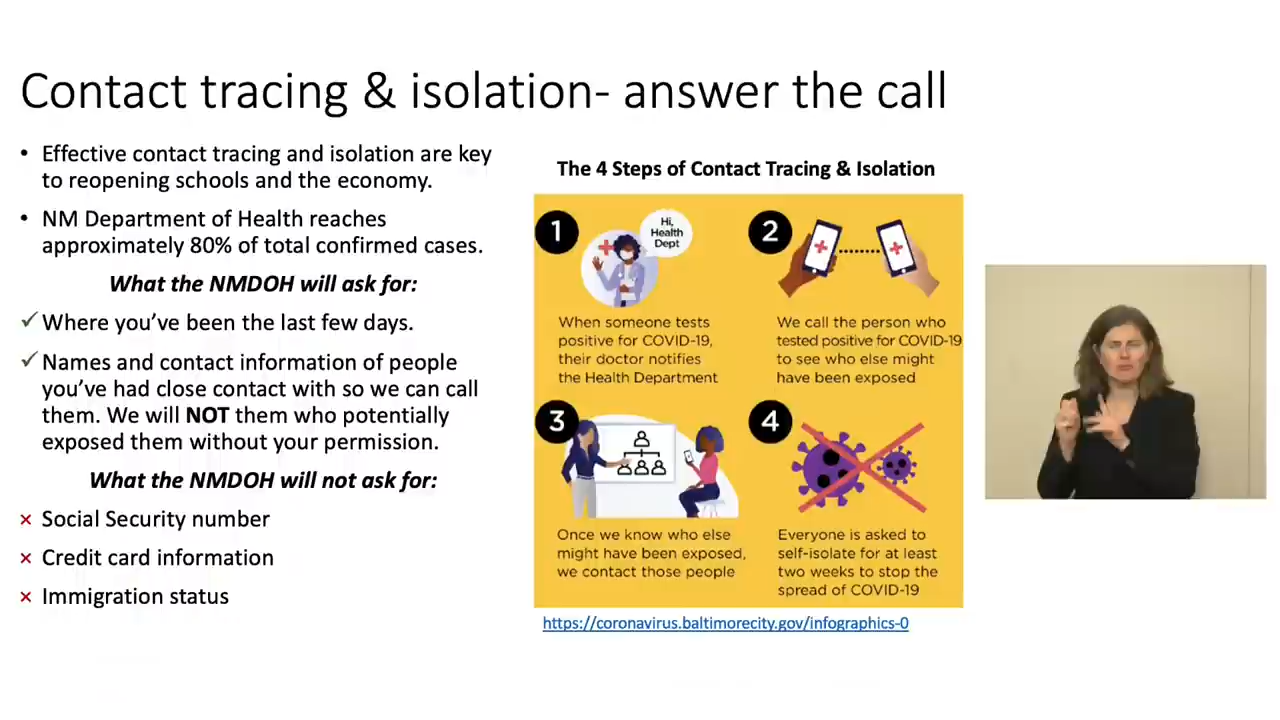 Contact tracing & isolation- answer the call
• Effective contact tracing and isolation are key
to reopening schools and the economy.
• NM Department of Health reaches
approximately 80% of total confirmed cases.
What the NMDOH will ask for:
✓ Where you've been the last few days.
✓ Names and contact information of people
you've had close contact with so we can call
them. We will NOT them who potentially
exposed them without your permission.
What the NMDOH will not ask for:
× Social Security number
× Credit card information
× Immigration status
The 4 Steps of Contact Tracing & Isolation
1
Hi,
Health
Dept
When someone tests
positive for COVID-19,
their doctor notifies
the Health Department
2
We call the person who
tested positive for COVID-19
to see who else might
have been exposed
3
Once we know who else
might have been exposed,
we contact those people
4
Everyone is asked to
self-isolate for at least
two weeks to stop the
spread of COVID-19
https://coronavirus.baltimorecity.gov/infographics-0